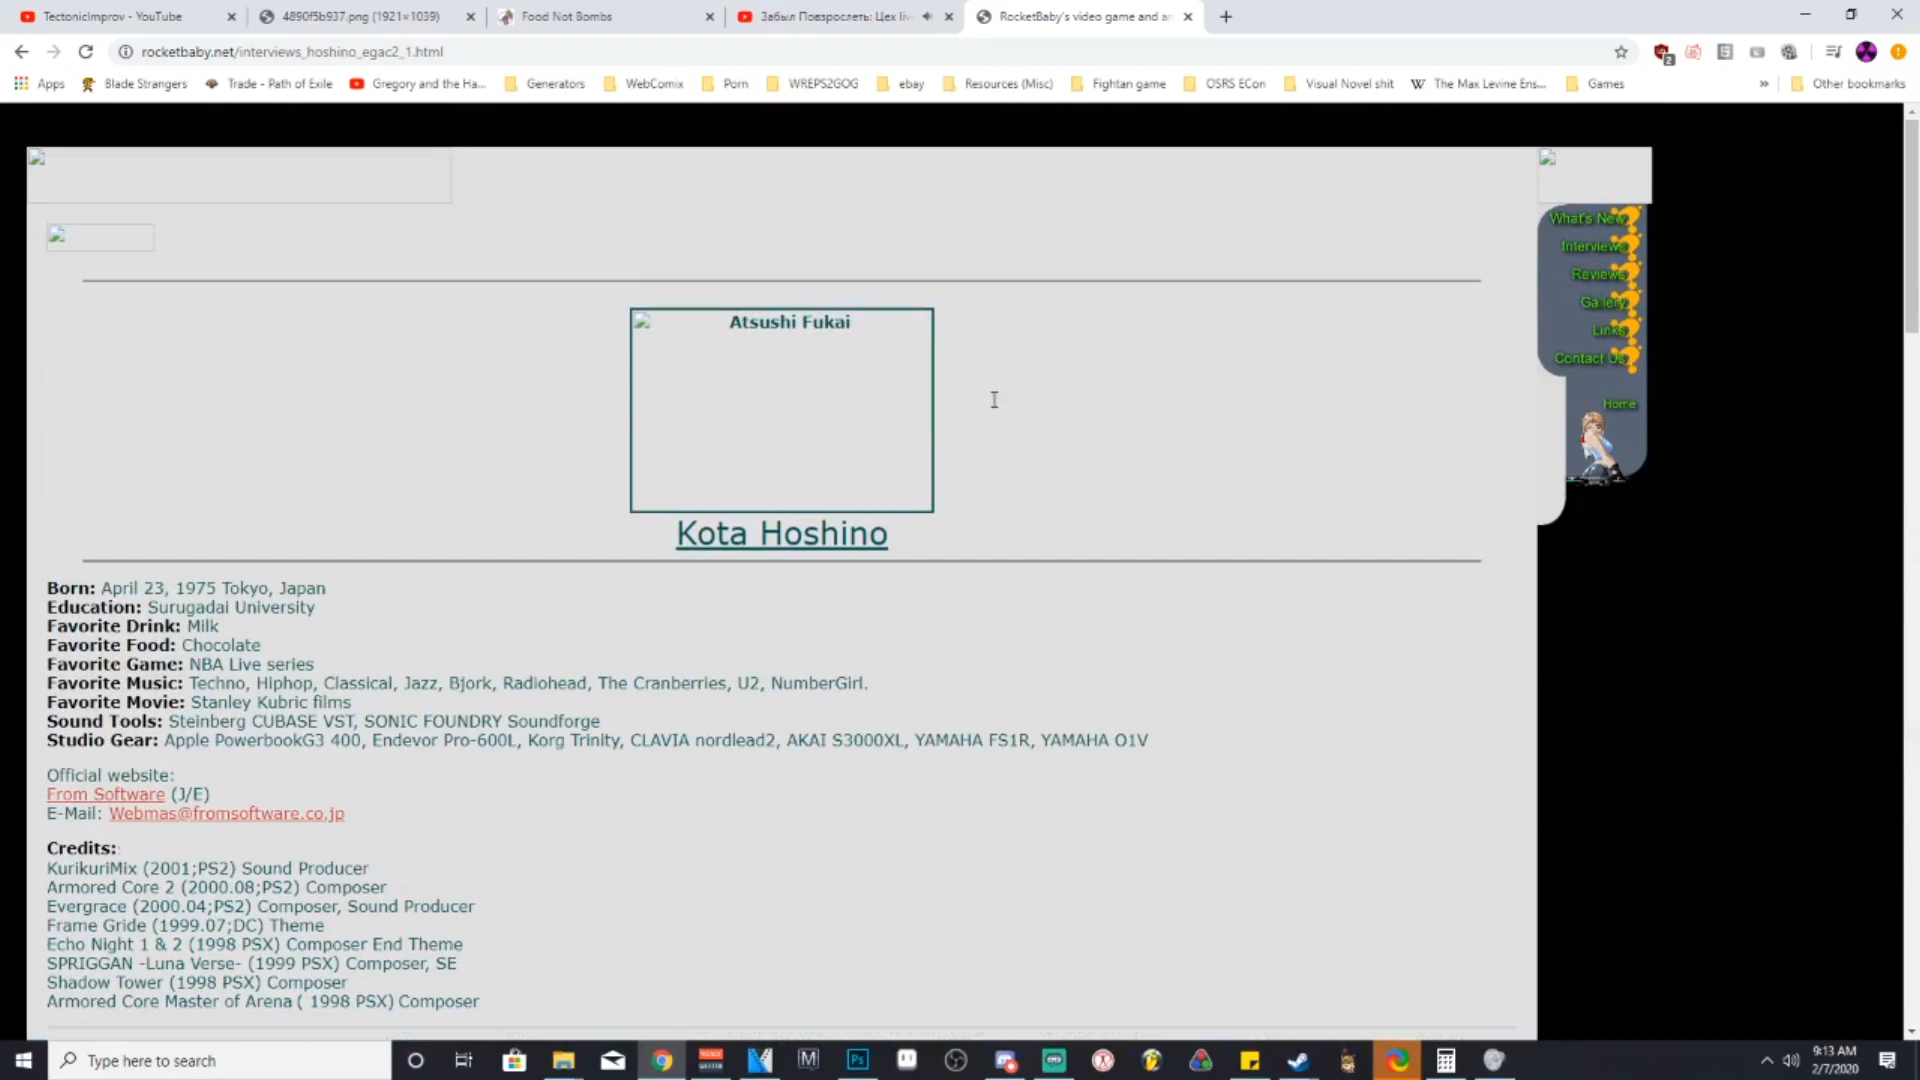 TectonicImprov - YouTube
4890f5b937.png (1921×1039)
Food Not Bombs
Забыл Повзрослеть: Цех liv
RocketBaby's video game and an
rocketbaby.net/interviews_hoshino_egac2_1.html
Apps
Blade Strangers
Trade - Path of Exile
Gregory and the Ha...
Generators
WebComix
Porn
WREPS2GOG
ebay
Resources (Misc)
Fightan game
OSRS ECon
Visual Novel shit
The Max Levine Ens...
Games
»
Other bookmarks
What's New
Interviews
Reviews
Gallery
Links
Contact Us
Home
Atsushi Fukai
Kota Hoshino
Born: April 23, 1975 Tokyo, Japan
Education: Surugadai University
Favorite Drink: Milk
Favorite Food: Chocolate
Favorite Game: NBA Live series
Favorite Music: Techno, Hiphop, Classical, Jazz, Bjork, Radiohead, The Cranberries, U2, NumberGirl.
Favorite Movie: Stanley Kubric films
Sound Tools: Steinberg CUBASE VST, SONIC FOUNDRY Soundforge
Studio Gear: Apple PowerbookG3 400, Endevor Pro-600L, Korg Trinity, CLAVIA nordlead2, AKAI S3000XL, YAMAHA FS1R, YAMAHA O1V
Official website:
From Software (J/E)
E-Mail: Webmas@fromsoftware.co.jp
Credits:
KurikuriMix (2001;PS2) Sound Producer
Armored Core 2 (2000.08;PS2) Composer
Evergrace (2000.04;PS2) Composer, Sound Producer
Frame Gride (1999.07;DC) Theme
Echo Night 1 & 2 (1998 PSX) Composer End Theme
SPRIGGAN -Luna Verse- (1999 PSX) Composer, SE
Shadow Tower (1998 PSX) Composer
Armored Core Master of Arena ( 1998 PSX) Composer
Type here to search
Ps
9:13 AM
2/7/2020